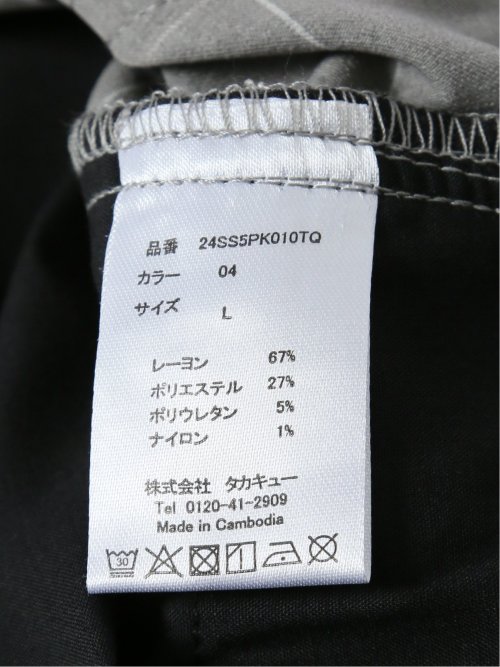 品番 24SS5PK010TQ
カラー 04
サイズ L
レーヨン 67%
ポリエステル 27%
ポリウレタン 5%
ナイロン 1%
株式会社 タカキュー
Tel 0120-41-2909
Made in Cambodia
30